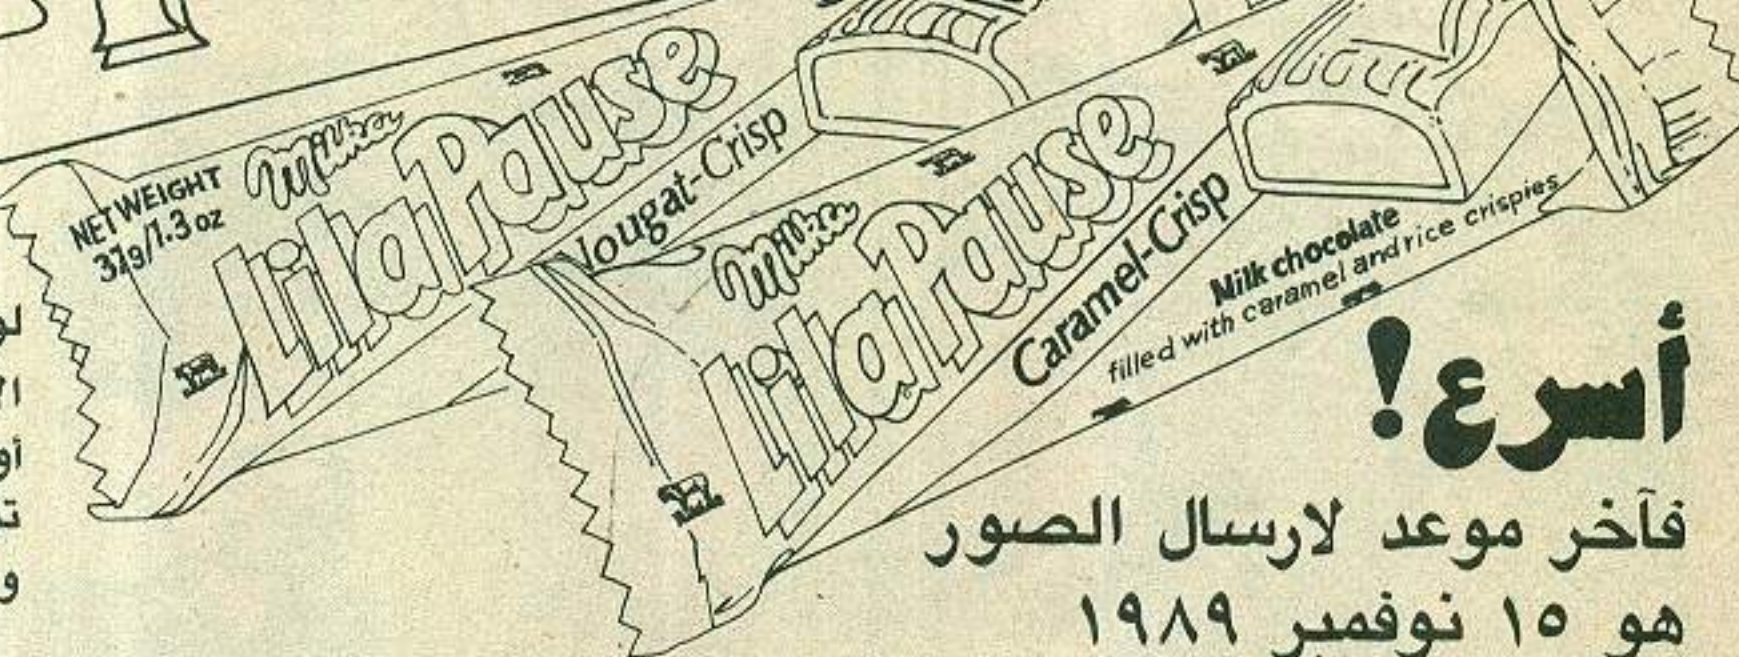 NET WEIGHT
37g/1.3 oz
Milka
Lila Pause
Nougat-Crisp
Milka
Lila Pause
Caramel-Crisp
Milk chocolate
filled with caramel and rice crispies
أسرع!
فآخر موعد لارسال الصور
هو ١٥ نوفمبر ١٩٨٩